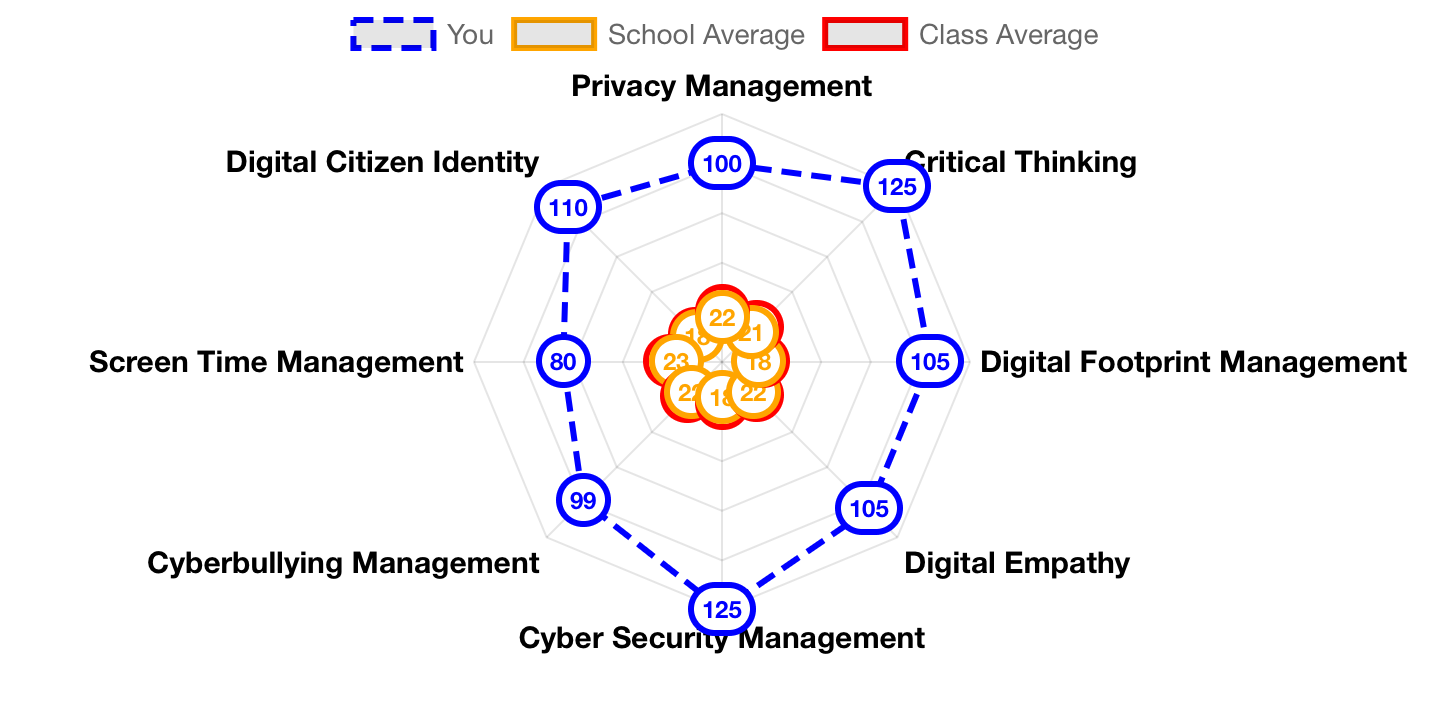 You School Average Class Average
Privacy Management
Digital Citizen Identity
Critical Thinking
100
125
110
22
18
21
Screen Time Management
80
23
18
105
Digital Footprint Management
22
18
22
99
105
Cyberbullying Management
Digital Empathy
125
Cyber Security Management